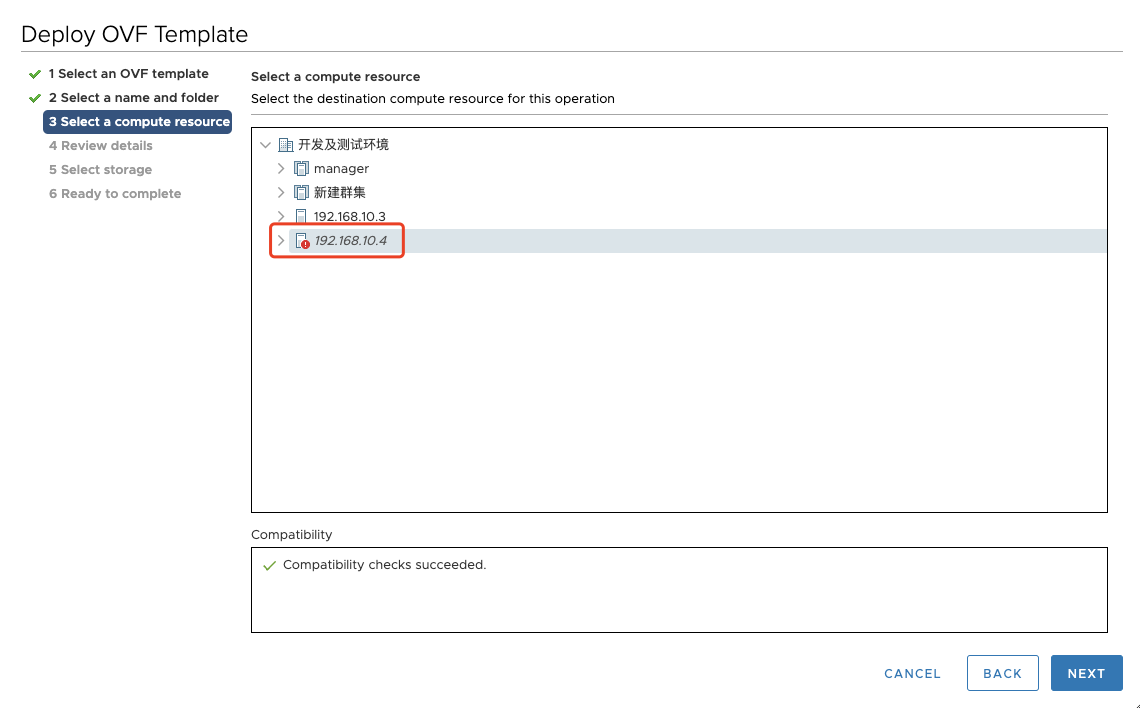 Deploy OVF Template
1 Select an OVF template
2 Select a name and folder
3 Select a compute resource
4 Review details
5 Select storage
6 Ready to complete
Select a compute resource
Select the destination compute resource for this operation
开发及测试环境
manager
新建群集
192.168.10.3
192.168.10.4
Compatibility
Compatibility checks succeeded.
CANCEL
BACK
NEXT